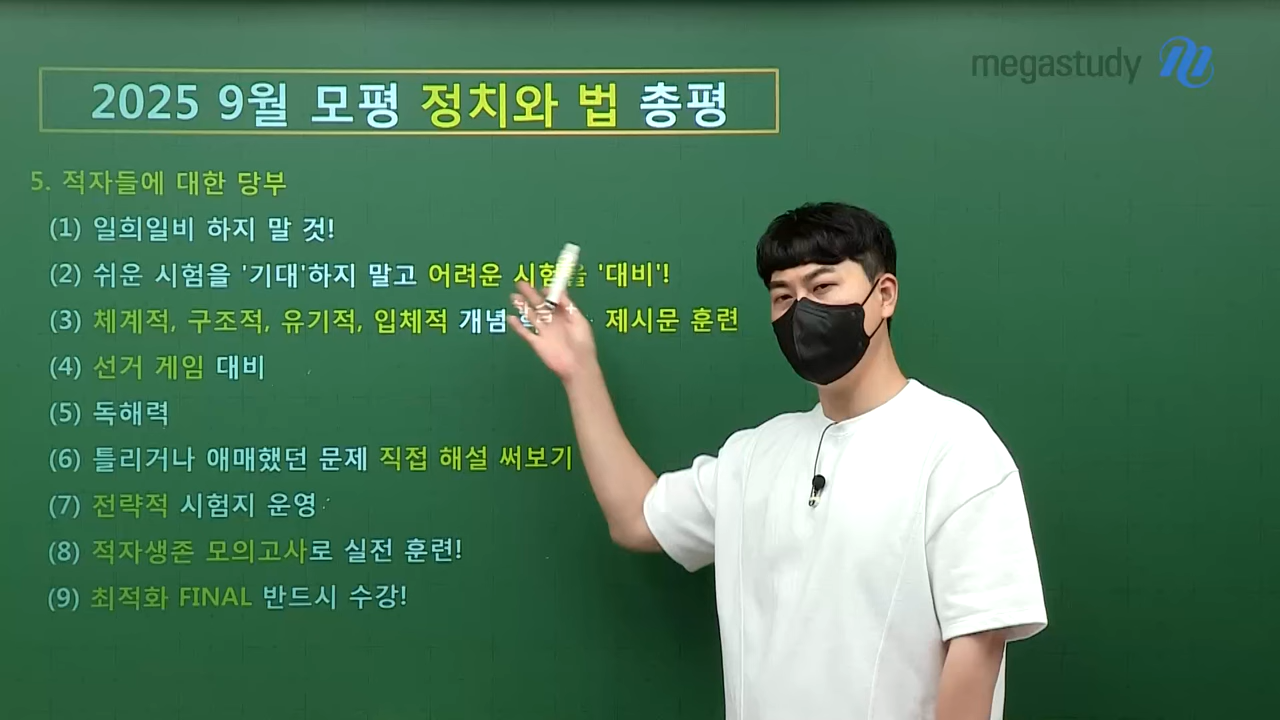 megastudy
2025 9월 모평 정치와 법 총평
5. 적자들에 대한 당부
(1) 일희일비 하지 말 것!
(2) 쉬운 시험을 '기대'하지 말고 어려운 시험을 '대비'!
(3) 체계적, 구조적, 유기적, 입체적 개념 학습 + 제시문 훈련
(4) 선거 게임 대비
(5) 독해력
(6) 틀리거나 애매했던 문제 직접 해설 써보기
(7) 전략적 시험지 운영
(8) 적자생존 모의고사로 실전 훈련!
(9) 최적화 FINAL 반드시 수강!